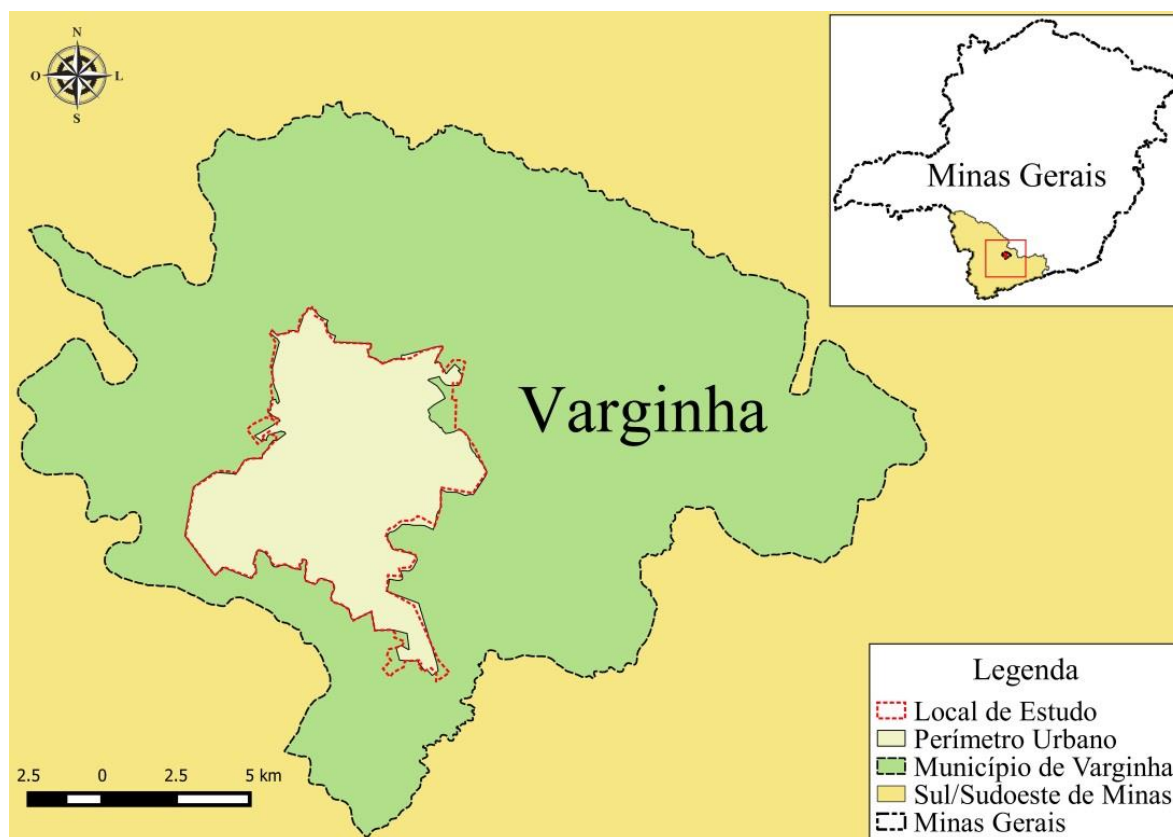 N
O L
S
Minas Gerais
Varginha
Legenda
Local de Estudo
Perímetro Urbano
Município de Varginha
Sul/Sudoeste de Minas
Minas Gerais
2.5 0 2.5 5 km